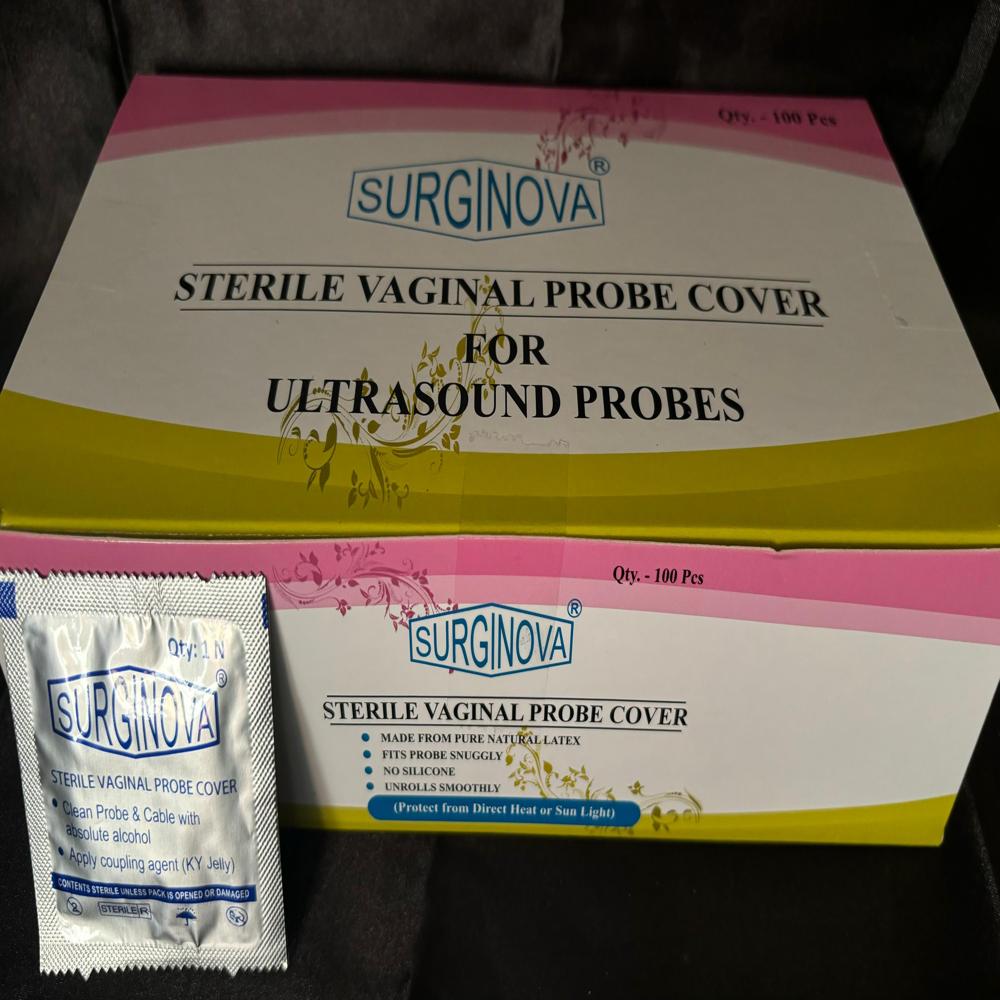 Qty. - 100 Pcs
SURGINOVA®
STERILE VAGINAL PROBE COVER
FOR
ULTRASOUND PROBES
Qty. - 100 Pcs
SURGINOVA®
STERILE VAGINAL PROBE COVER
MADE FROM PURE NATURAL LATEX
FITS PROBE SNUGGLY
NO SILICONE
UNROLLS SMOOTHLY
(Protect from Direct Heat or Sun Light)
Qty: 1 N
SURGINOVA®
STERILE VAGINAL PROBE COVER
• Clean Probe & Cable with
absolute alcohol
• Apply coupling agent (KY Jelly)
CONTENTS STERILE UNLESS PACK IS OPENED OR DAMAGED
2
STERILE R